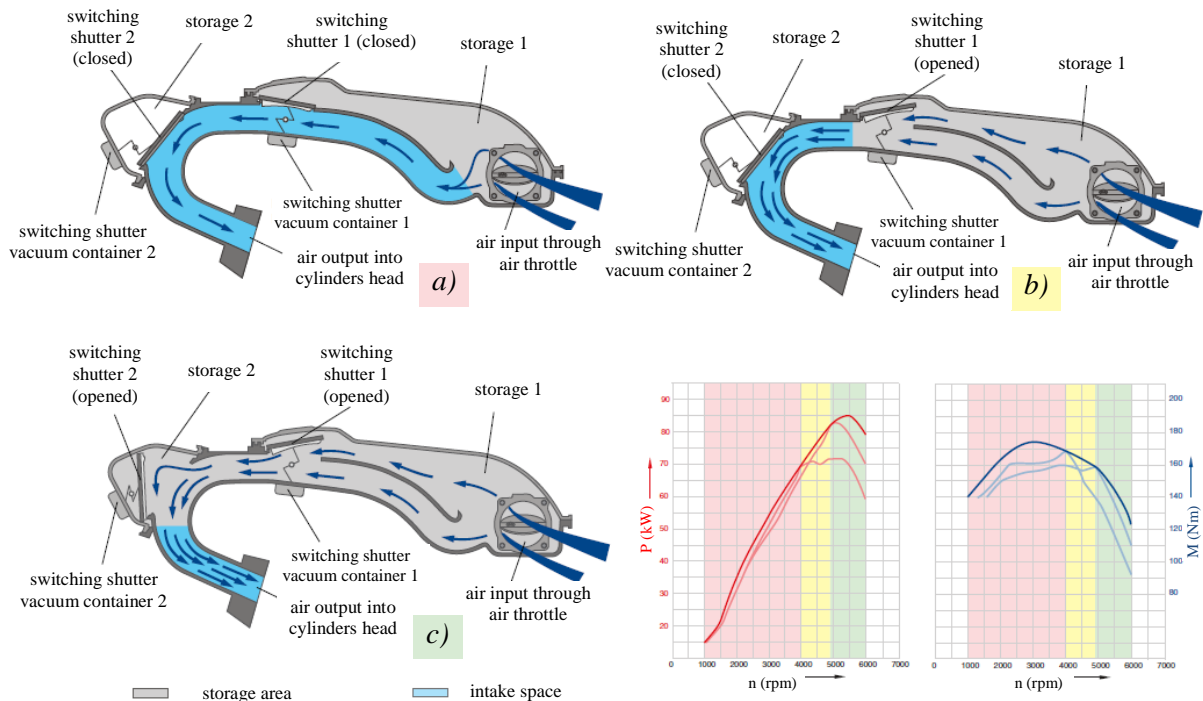 switching
shutter 2
(closed)
storage 2
switching
shutter 1 (closed)
storage 1
switching shutter
vacuum container 2
switching shutter
vacuum container 1
air output into
cylinders head
air input through
air throttle
a)
switching
shutter 2
(closed)
storage 2
switching
shutter 1
(opened)
storage 1
switching shutter
vacuum container 2
switching shutter
vacuum container 1
air output into
cylinders head
air input through
air throttle
b)
switching
shutter 2
(opened)
storage 2
switching
shutter 1
(opened)
storage 1
switching shutter
vacuum container 2
switching shutter
vacuum container 1
air output into
cylinders head
air input through
air throttle
c)
storage area
intake space
P (kW)
90
80
70
60
50
40
30
20
0
1000
2000
3000
4000
5000
6000
7000
n (rpm)
M (Nm)
200
180
160
140
120
100
80
0
1000
2000
3000
4000
5000
6000
7000
n (rpm)